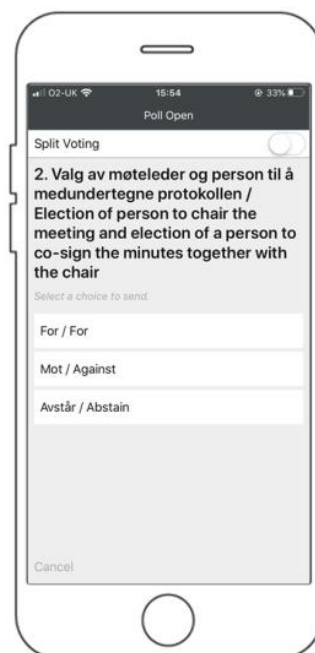 O2-UK 15:54 33%
Poll Open
Split Voting
2. Valg av møteleder og person til å
medundertegne protokollen /
Election of person to chair the
meeting and election of a person to
co-sign the minutes together with
the chair
Select a choice to send.
For / For
Mot / Against
Avstår / Abstain
Cancel